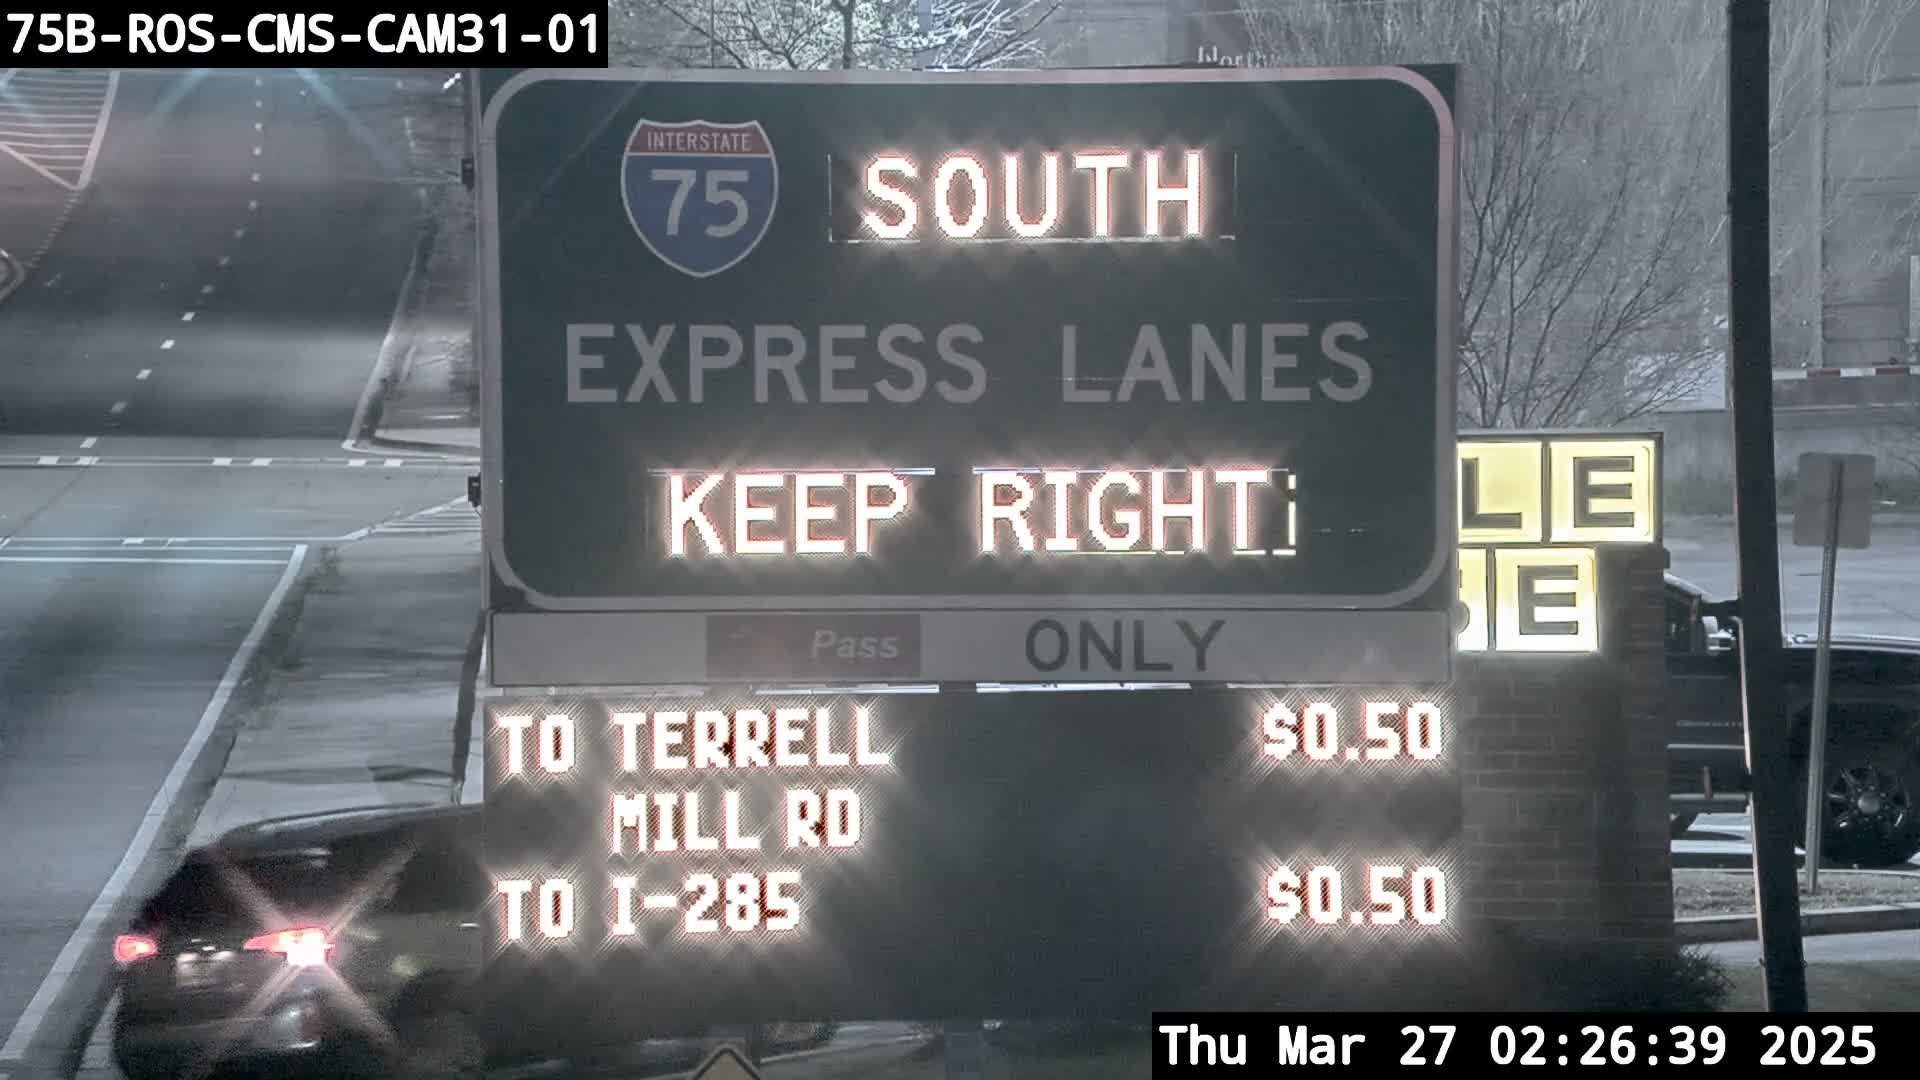 75B-ROS-CMS-CAM31-01
INTERSTATE
75
SOUTH
EXPRESS LANES
KEEP RIGHT
Pass ONLY
TO TERRELL $0.50
MILL RD
TO I-285 $0.50
LE
E
Thu Mar 27 02:26:39 2025